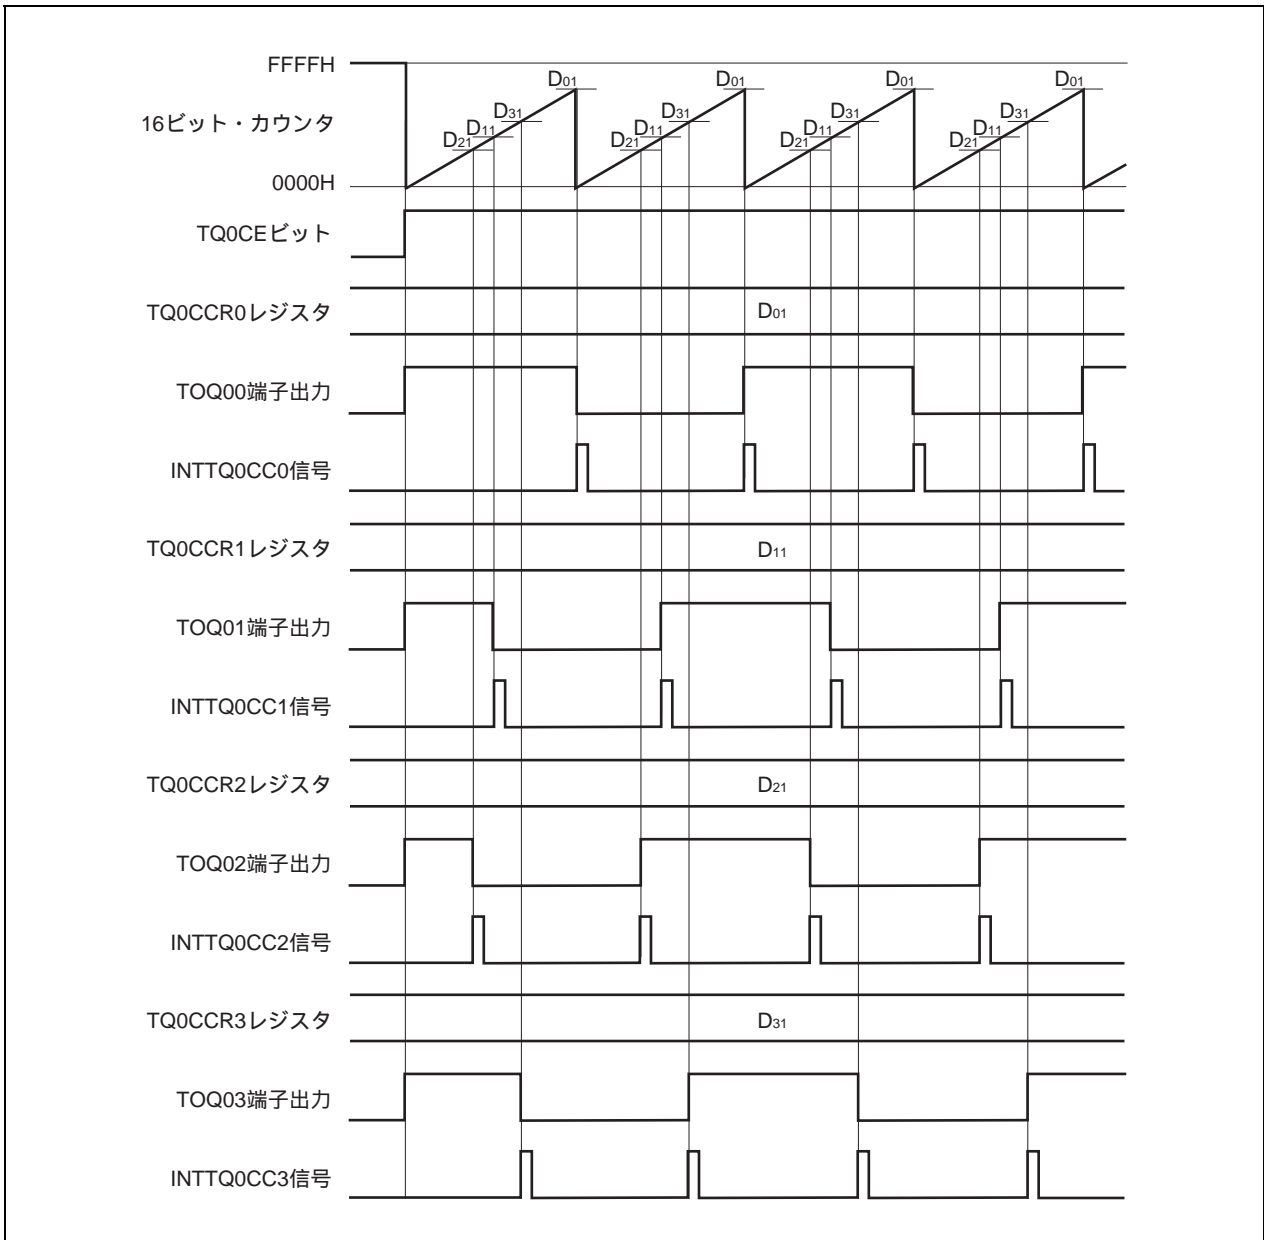 FFFFH
D01 D01 D01 D01
16ビット・カウンタ
D31 D31 D31 D31
D11 D11 D11 D11
D21 D21 D21 D21
0000H
TQ0CEビット
TQ0CCR0レジスタ
D01
TOQ00端子出力
INTTQ0CC0信号
TQ0CCR1レジスタ
D11
TOQ01端子出力
INTTQ0CC1信号
TQ0CCR2レジスタ
D21
TOQ02端子出力
INTTQ0CC2信号
TQ0CCR3レジスタ
D31
TOQ03端子出力
INTTQ0CC3信号